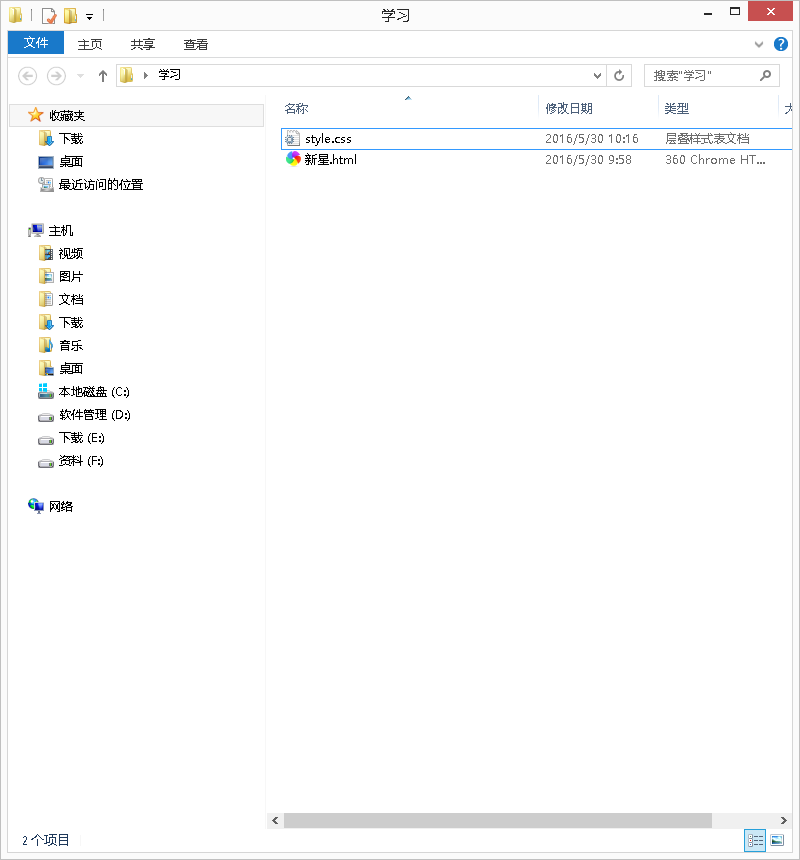 学习
文件 主页 共享 查看
学习 搜索"学习"
名称 修改日期 类型 大
style.css 2016/5/30 10:16 层叠样式表文档
新星.html 2016/5/30 9:58 360 Chrome HT...
收藏夹
下载
桌面
最近访问的位置
主机
视频
图片
文档
下载
音乐
桌面
本地磁盘 (C:)
软件管理 (D:)
下载 (E:)
资料 (F:)
网络
2 个项目